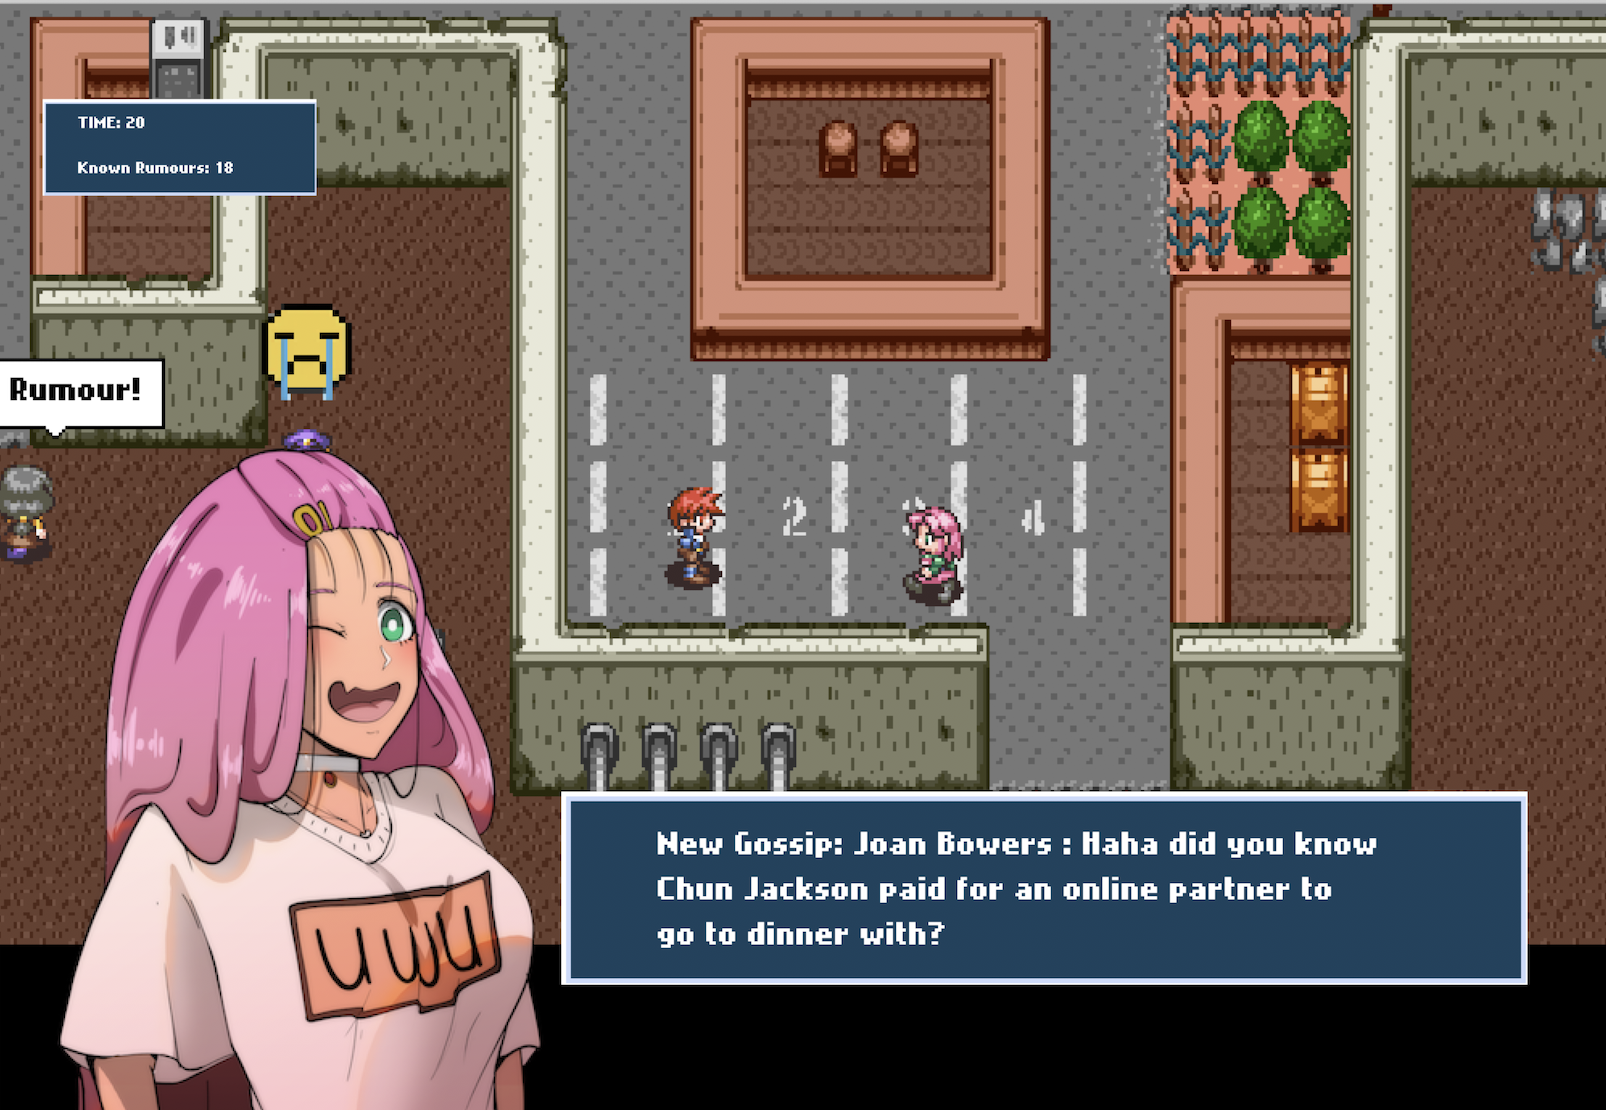 TIME: 20
Known Rumours: 18
Rumour!
2
4
uwu
New Gossip: Joan Bowers : Haha did you know
Chun Jackson paid for an online partner to
go to dinner with?